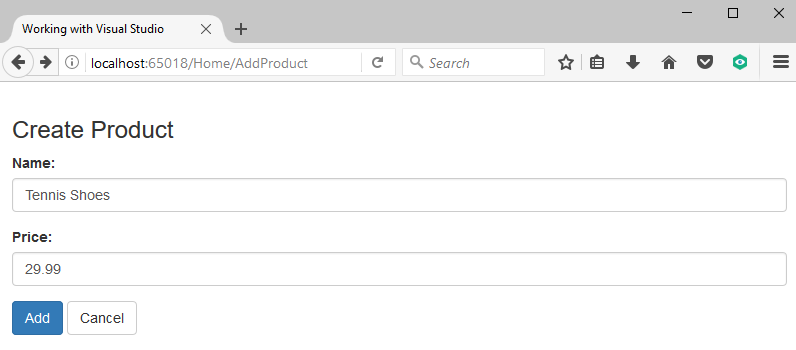 Working with Visual Studio
localhost:65018/Home/AddProduct
Search
Create Product
Name:
Tennis Shoes
Price:
29.99
Add Cancel